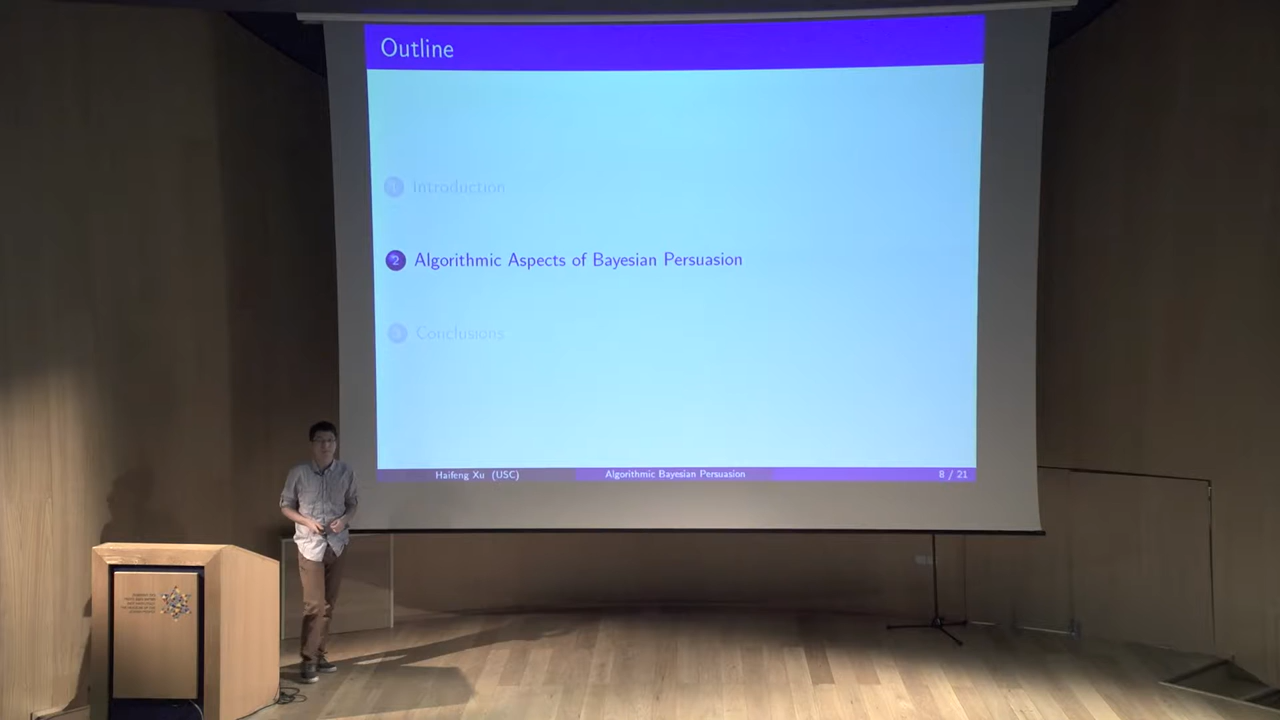 Outline
1 Introduction
2 Algorithmic Aspects of Bayesian Persuasion
3 Conclusions
Haifeng Xu (USC) Algorithmic Bayesian Persuasion 8 / 21